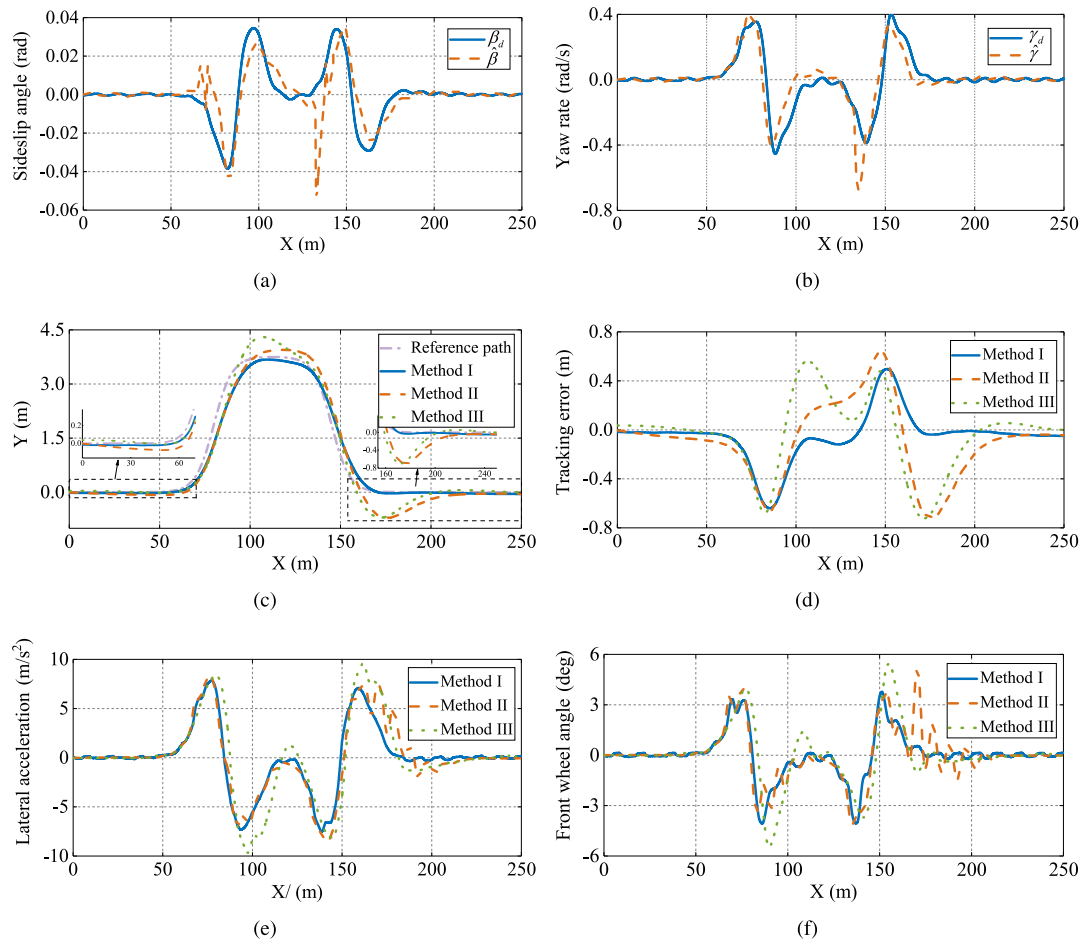 0.04
0.02
0.00
-0.02
-0.04
-0.06
Sideslip angle (rad)
0 50 100 150 200 250
X (m)
β_d
β̂
(a)
0.4
0.0
-0.4
-0.8
Yaw rate (rad/s)
0 50 100 150 200 250
X (m)
γ_d
γ̂
(b)
4.5
3.0
1.5
0.0
Y (m)
0 50 100 150 200 250
X (m)
Reference path
Method I
Method II
Method III
0.2
0.0
0 30 60
0.0
-0.4
-0.8
160 200 240
(c)
0.8
0.4
0.0
-0.4
-0.8
Tracking error (m)
0 50 100 150 200 250
X (m)
Method I
Method II
Method III
(d)
10
5
0
-5
-10
Lateral acceleration (m/s²)
0 50 100 150 200 250
X/ (m)
Method I
Method II
Method III
(e)
6
3
0
-3
-6
Front wheel angle (deg)
0 50 100 150 200 250
X (m)
Method I
Method II
Method III
(f)